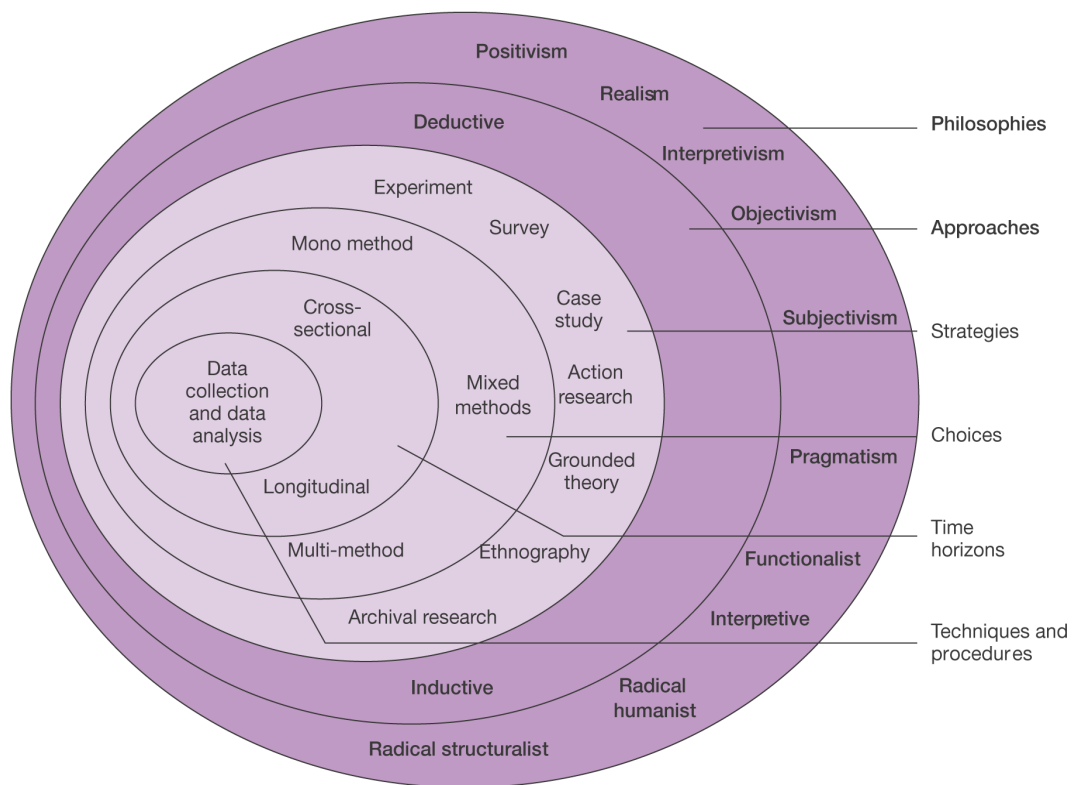 Positivism
Realism
Deductive
Philosophies
Interpretivism
Experiment
Objectivism
Survey
Approaches
Mono method
Case
study
Cross-
sectional
Subjectivism
Strategies
Data
collection
and data
analysis
Mixed
methods
Action
research
Choices
Pragmatism
Grounded
theory
Longitudinal
Time
horizons
Multi-method
Ethnography
Functionalist
Archival research
Interpretive
Techniques and
procedures
Inductive
Radical
humanist
Radical structuralist